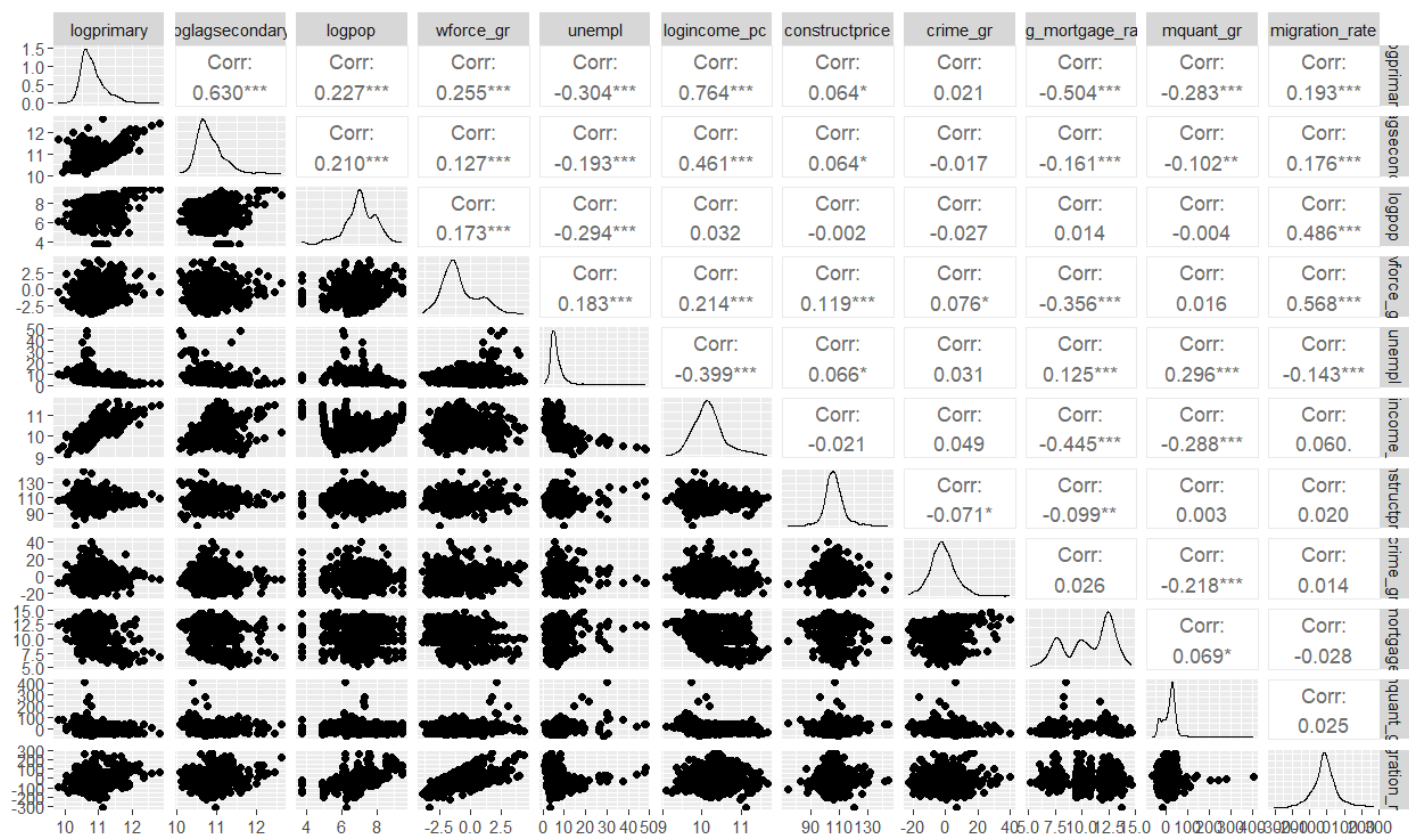 logprimary oglagsecondary logpop wforce_gr unempl logincome_pc constructprice crime_gr g_mortgage_ra mquant_gr migration_rate
1.5
1.0
0.5
0.0
Corr: Corr: Corr: Corr: Corr: Corr: Corr: Corr: Corr: Corr:
0.630*** 0.227*** 0.255*** -0.304*** 0.764*** 0.064* 0.021 -0.504*** -0.283*** 0.193***
12
11
10
Corr: Corr: Corr: Corr: Corr: Corr: Corr: Corr: Corr:
0.210*** 0.127*** -0.193*** 0.461*** 0.064* -0.017 -0.161*** -0.102** 0.176***
8
6
4
Corr: Corr: Corr: Corr: Corr: Corr: Corr: Corr:
0.173*** -0.294*** 0.032 -0.002 -0.027 0.014 -0.004 0.486***
logpop
2.5
0.0
-2.5
Corr: Corr: Corr: Corr: Corr: Corr: Corr:
0.183*** 0.214*** 0.119*** 0.076* -0.356*** 0.016 0.568***
50
40
30
20
10
0
Corr: Corr: Corr: Corr: Corr: Corr:
-0.399*** 0.066* 0.031 0.125*** 0.296*** -0.143***
unempl
11
10
9
Corr: Corr: Corr: Corr: Corr:
-0.021 0.049 -0.445*** -0.288*** 0.060.
130
110
90
Corr: Corr: Corr: Corr:
-0.071* -0.099** 0.003 0.020
40
20
0
-20
Corr: Corr: Corr:
0.026 -0.218*** 0.014
crime_gr
15.0
12.5
10.0
7.5
5.0
Corr: Corr:
0.069* -0.028
mortgage
400
300
200
100
0
Corr:
0.025
300
200
100
0
-100
-200
-300
10 11 12 10 11 12 4 6 8 -2.5 0.0 2.5 0 10 20 30 40 50 9 10 11 90 110 130 -20 0 20 40 5.0 7.5 10.0 12.5 15.0 0 100 200 300 400